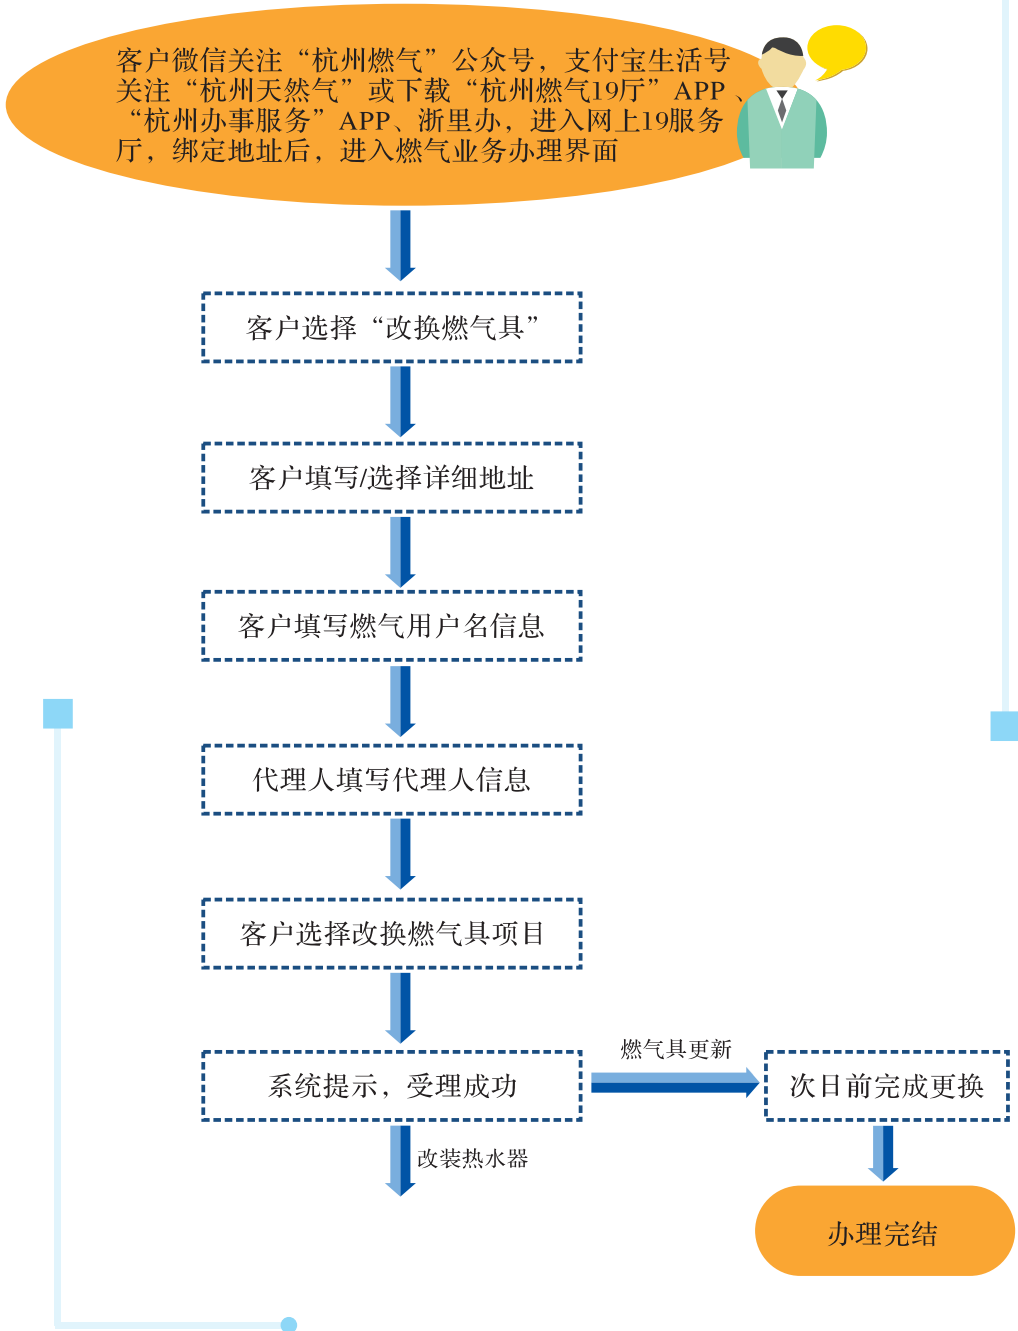 客户微信关注“杭州燃气”公众号，支付宝生活号
关注“杭州天然气”或下载“杭州燃气19厅”APP、
“杭州办事服务”APP、浙里办，进入网上19服务
厅，绑定地址后，进入燃气业务办理界面
客户选择“改换燃气具”
客户填写/选择详细地址
客户填写燃气用户名信息
代理人填写代理人信息
客户选择改换燃气具项目
燃气具更新
系统提示，受理成功
次日前完成更换
改装热水器
办理完结